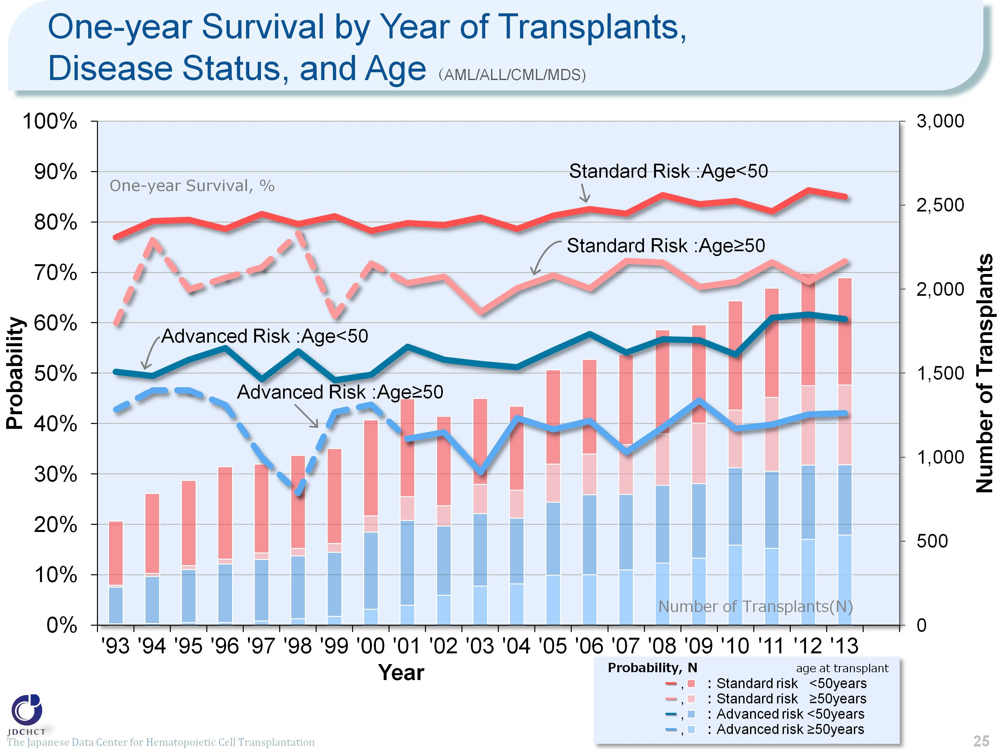 One-year Survival by Year of Transplants,
Disease Status, and Age （AML/ALL/CML/MDS)
100%
90%
80%
70%
60%
50%
40%
30%
20%
10%
0%
Probability
One-year Survival, %
Standard Risk :Age<50
Standard Risk :Age≥50
Advanced Risk :Age<50
Advanced Risk :Age≥50
Number of Transplants(N)
3,000
2,500
2,000
1,500
1,000
500
0
Number of Transplants
'93 '94 '95 '96 '97 '98 '99 '00 '01 '02 '03 '04 '05 '06 '07 '08 '09 '10 '11 '12 '13
Year
Probability, N age at transplant
, : Standard risk <50years
, : Standard risk ≥50years
, : Advanced risk <50years
, : Advanced risk ≥50years
JDCHCT
The Japanese Data Center for Hematopoietic Cell Transplantation
25